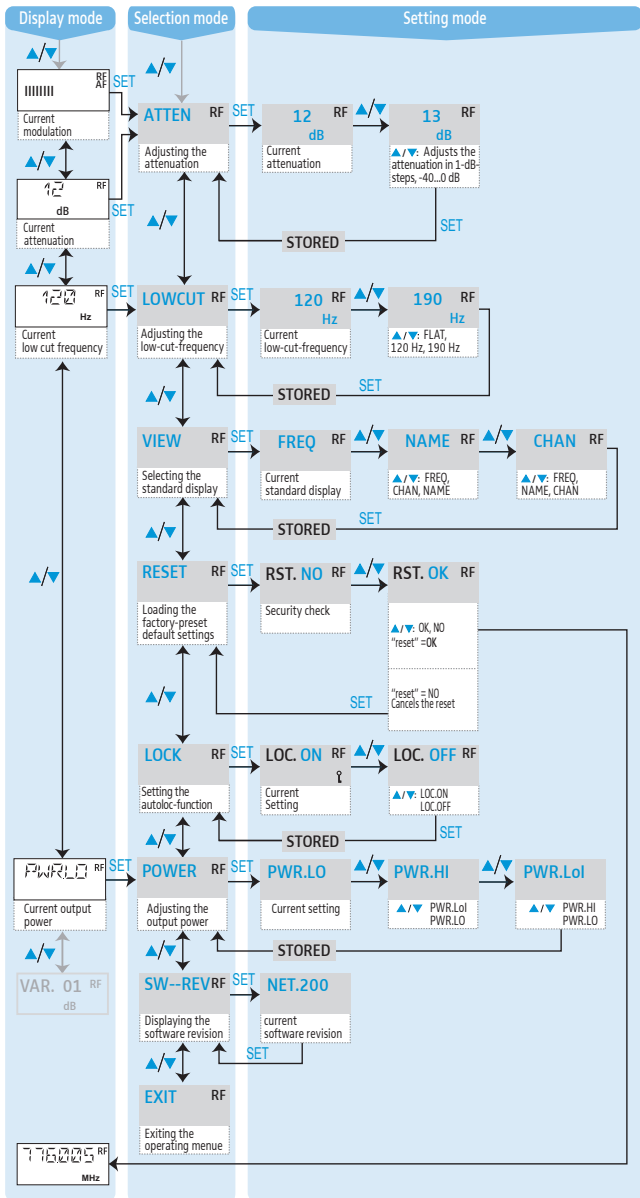 Display mode
Selection mode
Setting mode
▲/▼
▲/▼
RF
AF
SET
Current
modulation
▲/▼
12 RF
dB
SET
Current
attenuation
▲/▼
ATTEN RF
SET
Adjusting the
attenuation
12 RF
dB
Current
attenuation
▲/▼
13 RF
dB
▲/▼: Adjusts the
attenuation in 1-dB-
steps, -40...0 dB
SET
STORED
▲/▼
120 RF
Hz
SET
Current
low cut frequency
LOWCUT RF
SET
Adjusting the
low-cut-frequency
120 RF
Hz
Current
low-cut-frequency
▲/▼
190 RF
Hz
▲/▼: FLAT,
120 Hz, 190 Hz
SET
STORED
▲/▼
VIEW RF
SET
Selecting the
standard display
FREQ RF
Current
standard display
▲/▼
NAME RF
▲/▼: FREQ,
CHAN, NAME
▲/▼
CHAN RF
▲/▼: FREQ,
NAME, CHAN
SET
STORED
▲/▼
▲/▼
RESET RF
SET
Loading the
factory-preset
default settings
RST. NO RF
Security check
▲/▼
RST. OK RF
▲/▼: OK, NO
"reset" =OK
"reset" = NO
Cancels the reset
SET
▲/▼
LOCK RF
SET
Setting the
autoloc-function
LOC. ON RF
Current
Setting
▲/▼
LOC. OFF RF
▲/▼: LOC.ON
LOC.OFF
SET
STORED
▲/▼
PWR.LO RF
SET
Current output
power
POWER RF
SET
Adjusting the
output power
PWR.LO
Current setting
▲/▼
PWR.HI
▲/▼ PWR.LoI
PWR.LO
▲/▼
PWR.LoI
▲/▼ PWR.HI
PWR.LO
STORED
▲/▼
▲/▼
VAR. 01 RF
dB
SW--REV RF
SET
Displaying the
software revision
NET.200
current
software revision
SET
▲/▼
EXIT RF
Exiting the
operating menue
776.005 RF
MHz